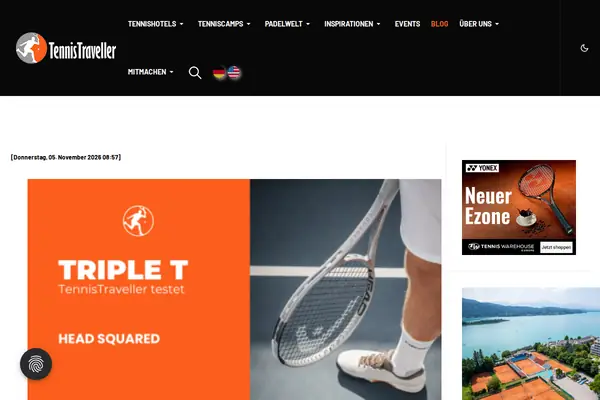 TENNISHOTELS
TENNISCAMPS
PADELWELT
INSPIRATIONEN
EVENTS
BLOG
ÜBER UNS
TennisTraveller
MITMACHEN
[Donnerstag, 05. November 2026 08:57]
TRIPLE T
TennisTraveller testet
HEAD SQUARED
HEAD
YONEX
Neuer
Ezone
TENNIS WAREHOUSE
Jetzt shoppen